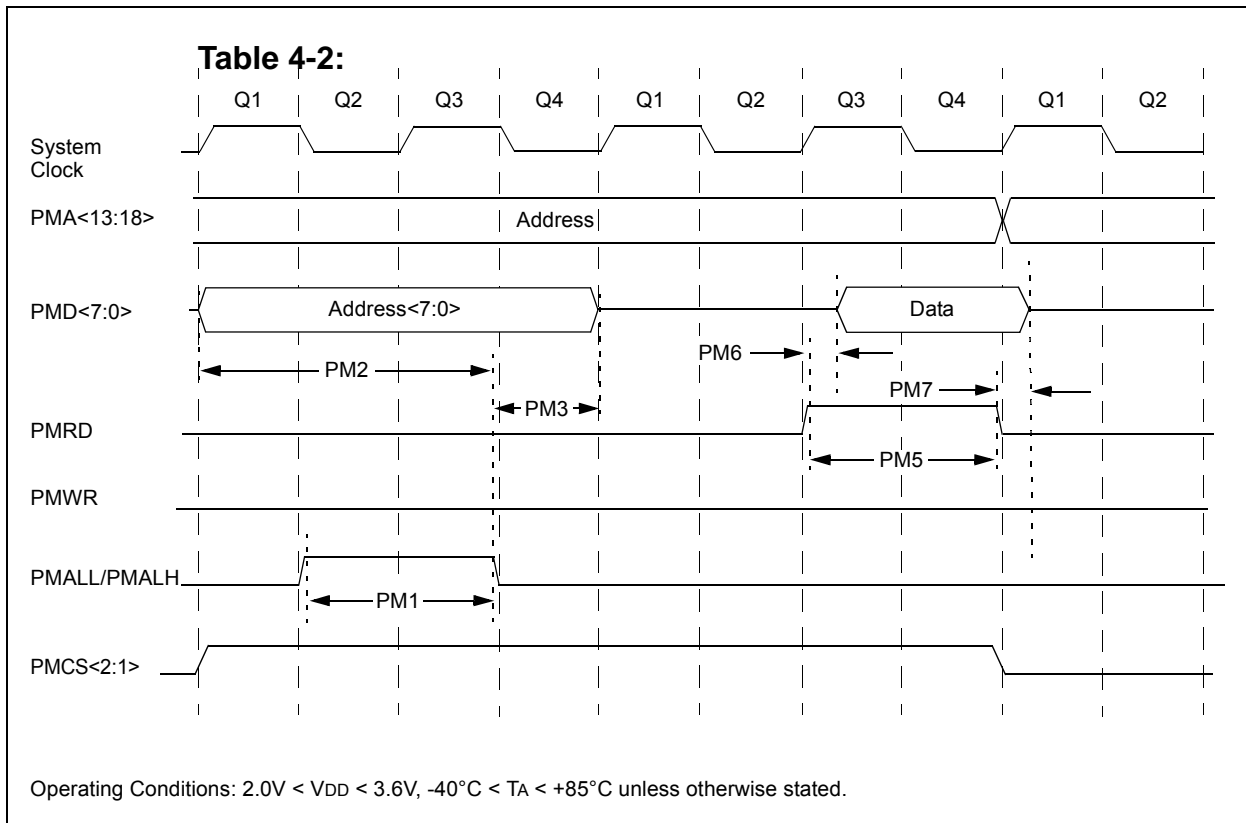 Table 4-2:
Q1 Q2 Q3 Q4 Q1 Q2 Q3 Q4 Q1 Q2
System
Clock
PMA<13:18>
Address
PMD<7:0>
Address<7:0>
Data
PM6
PM2
PM7
PM3
PMRD
PM5
PMWR
PMALL/PMALH
PM1
PMCS<2:1>
Operating Conditions: 2.0V < VDD < 3.6V, -40°C < TA < +85°C unless otherwise stated.